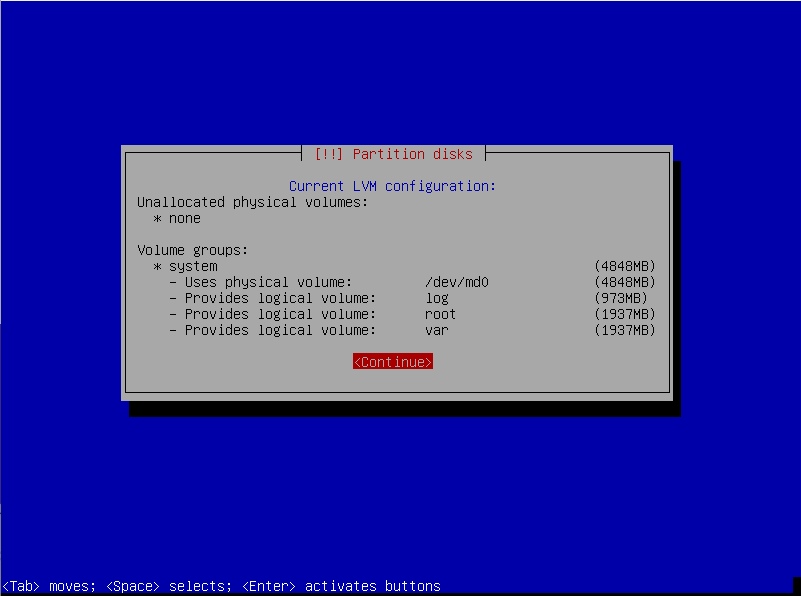 [!!] Partition disks
Current LVM configuration:
Unallocated physical volumes:
* none
Volume groups:
* system (4848MB)
- Uses physical volume: /dev/md0 (4848MB)
- Provides logical volume: log (973MB)
- Provides logical volume: root (1937MB)
- Provides logical volume: var (1937MB)
<Continue>
<Tab> moves; <Space> selects; <Enter> activates buttons